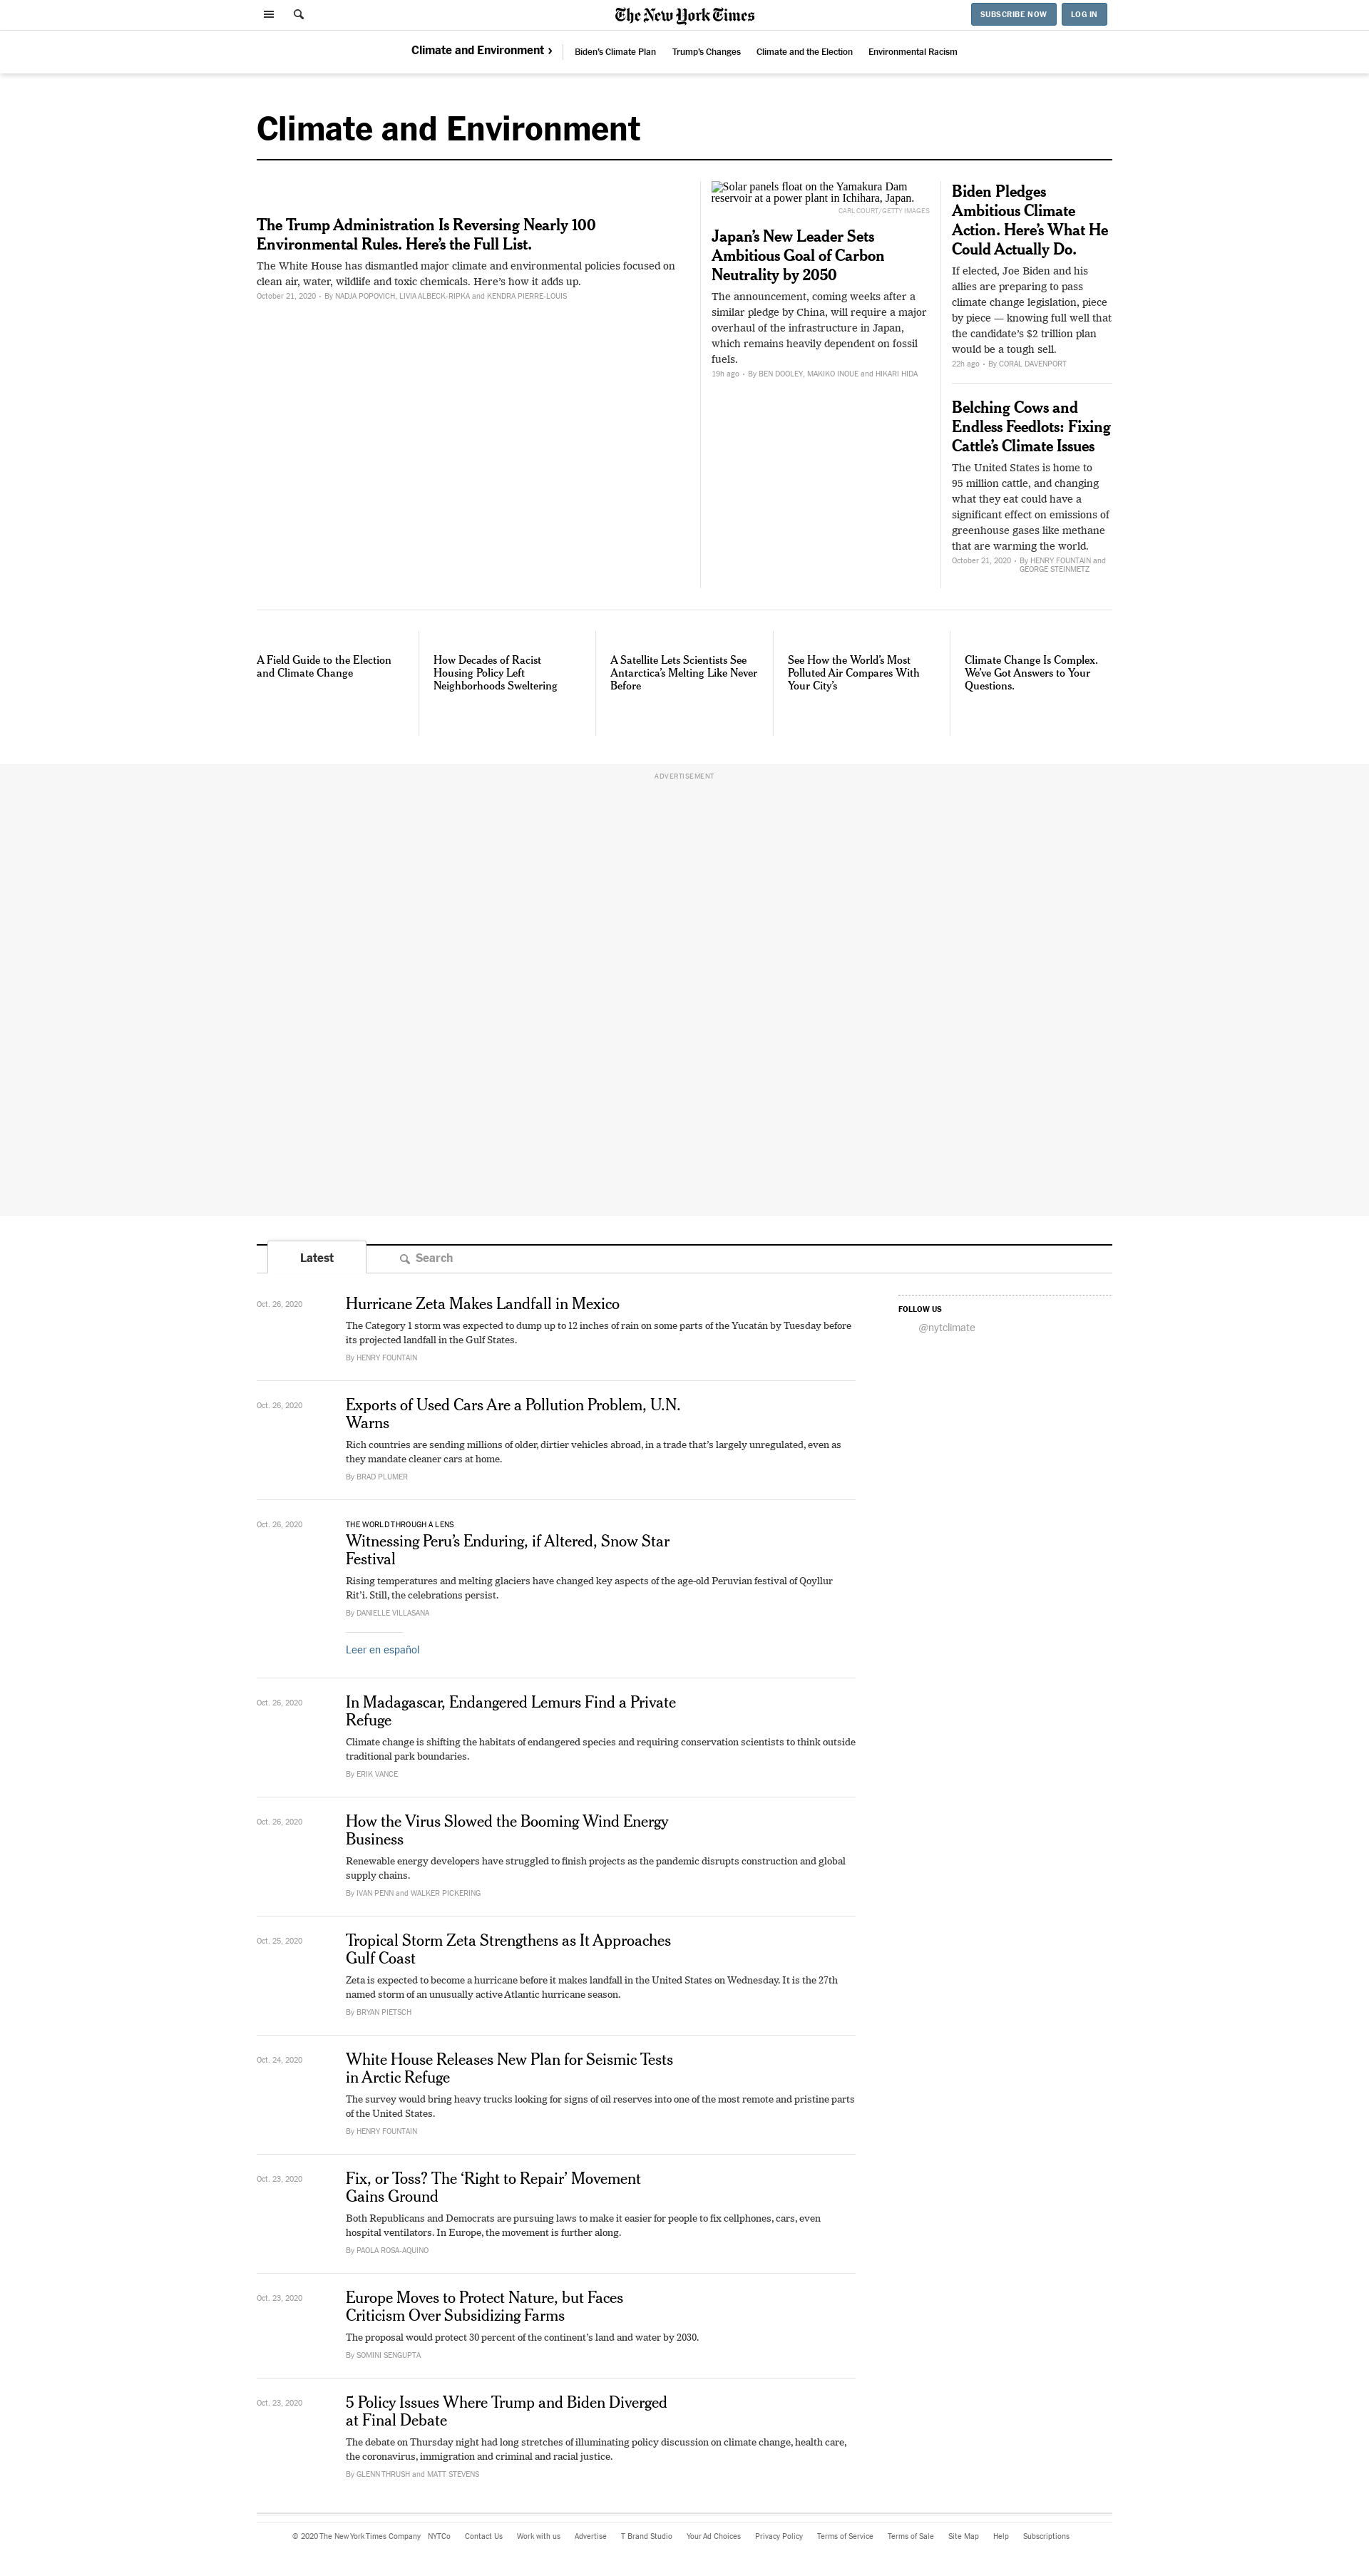 The New York Times
SUBSCRIBE NOW
LOG IN
Climate and Environment ›
Biden's Climate Plan
Trump's Changes
Climate and the Election
Environmental Racism
Climate and Environment
The Trump Administration Is Reversing Nearly 100
Environmental Rules. Here’s the Full List.
The White House has dismantled major climate and environmental policies focused on
clean air, water, wildlife and toxic chemicals. Here’s how it adds up.
October 21, 2020 • By NADJA POPOVICH, LIVIA ALBECK-RIPKA and KENDRA PIERRE-LOUIS
Solar panels float on the Yamakura Dam
reservoir at a power plant in Ichihara, Japan.
CARL COURT/GETTY IMAGES
Japan’s New Leader Sets
Ambitious Goal of Carbon
Neutrality by 2050
The announcement, coming weeks after a
similar pledge by China, will require a major
overhaul of the infrastructure in Japan,
which remains heavily dependent on fossil
fuels.
19h ago • By BEN DOOLEY, MAKIKO INOUE and HIKARI HIDA
Biden Pledges
Ambitious Climate
Action. Here’s What He
Could Actually Do.
If elected, Joe Biden and his
allies are preparing to pass
climate change legislation, piece
by piece — knowing full well that
the candidate’s $2 trillion plan
would be a tough sell.
22h ago • By CORAL DAVENPORT
Belching Cows and
Endless Feedlots: Fixing
Cattle’s Climate Issues
The United States is home to
95 million cattle, and changing
what they eat could have a
significant effect on emissions of
greenhouse gases like methane
that are warming the world.
October 21, 2020 • By HENRY FOUNTAIN and
GEORGE STEINMETZ
A Field Guide to the Election
and Climate Change
How Decades of Racist
Housing Policy Left
Neighborhoods Sweltering
A Satellite Lets Scientists See
Antarctica’s Melting Like Never
Before
See How the World’s Most
Polluted Air Compares With
Your City’s
Climate Change Is Complex.
We’ve Got Answers to Your
Questions.
ADVERTISEMENT
Latest
Search
Oct. 26, 2020
Hurricane Zeta Makes Landfall in Mexico
The Category 1 storm was expected to dump up to 12 inches of rain on some parts of the Yucatán by Tuesday before
its projected landfall in the Gulf States.
By HENRY FOUNTAIN
FOLLOW US
@nytclimate
Oct. 26, 2020
Exports of Used Cars Are a Pollution Problem, U.N.
Warns
Rich countries are sending millions of older, dirtier vehicles abroad, in a trade that’s largely unregulated, even as
they mandate cleaner cars at home.
By BRAD PLUMER
Oct. 26, 2020
THE WORLD THROUGH A LENS
Witnessing Peru’s Enduring, if Altered, Snow Star
Festival
Rising temperatures and melting glaciers have changed key aspects of the age-old Peruvian festival of Qoyllur
Rit’i. Still, the celebrations persist.
By DANIELLE VILLASANA
Leer en español
Oct. 26, 2020
In Madagascar, Endangered Lemurs Find a Private
Refuge
Climate change is shifting the habitats of endangered species and requiring conservation scientists to think outside
traditional park boundaries.
By ERIK VANCE
Oct. 26, 2020
How the Virus Slowed the Booming Wind Energy
Business
Renewable energy developers have struggled to finish projects as the pandemic disrupts construction and global
supply chains.
By IVAN PENN and WALKER PICKERING
Oct. 25, 2020
Tropical Storm Zeta Strengthens as It Approaches
Gulf Coast
Zeta is expected to become a hurricane before it makes landfall in the United States on Wednesday. It is the 27th
named storm of an unusually active Atlantic hurricane season.
By BRYAN PIETSCH
Oct. 24, 2020
White House Releases New Plan for Seismic Tests
in Arctic Refuge
The survey would bring heavy trucks looking for signs of oil reserves into one of the most remote and pristine parts
of the United States.
By HENRY FOUNTAIN
Oct. 23, 2020
Fix, or Toss? The ‘Right to Repair’ Movement
Gains Ground
Both Republicans and Democrats are pursuing laws to make it easier for people to fix cellphones, cars, even
hospital ventilators. In Europe, the movement is further along.
By PAOLA ROSA-AQUINO
Oct. 23, 2020
Europe Moves to Protect Nature, but Faces
Criticism Over Subsidizing Farms
The proposal would protect 30 percent of the continent’s land and water by 2030.
By SOMINI SENGUPTA
Oct. 23, 2020
5 Policy Issues Where Trump and Biden Diverged
at Final Debate
The debate on Thursday night had long stretches of illuminating policy discussion on climate change, health care,
the coronavirus, immigration and criminal and racial justice.
By GLENN THRUSH and MATT STEVENS
© 2020 The New York Times Company NYTCo Contact Us Work with us Advertise T Brand Studio Your Ad Choices Privacy Policy Terms of Service Terms of Sale Site Map Help Subscriptions